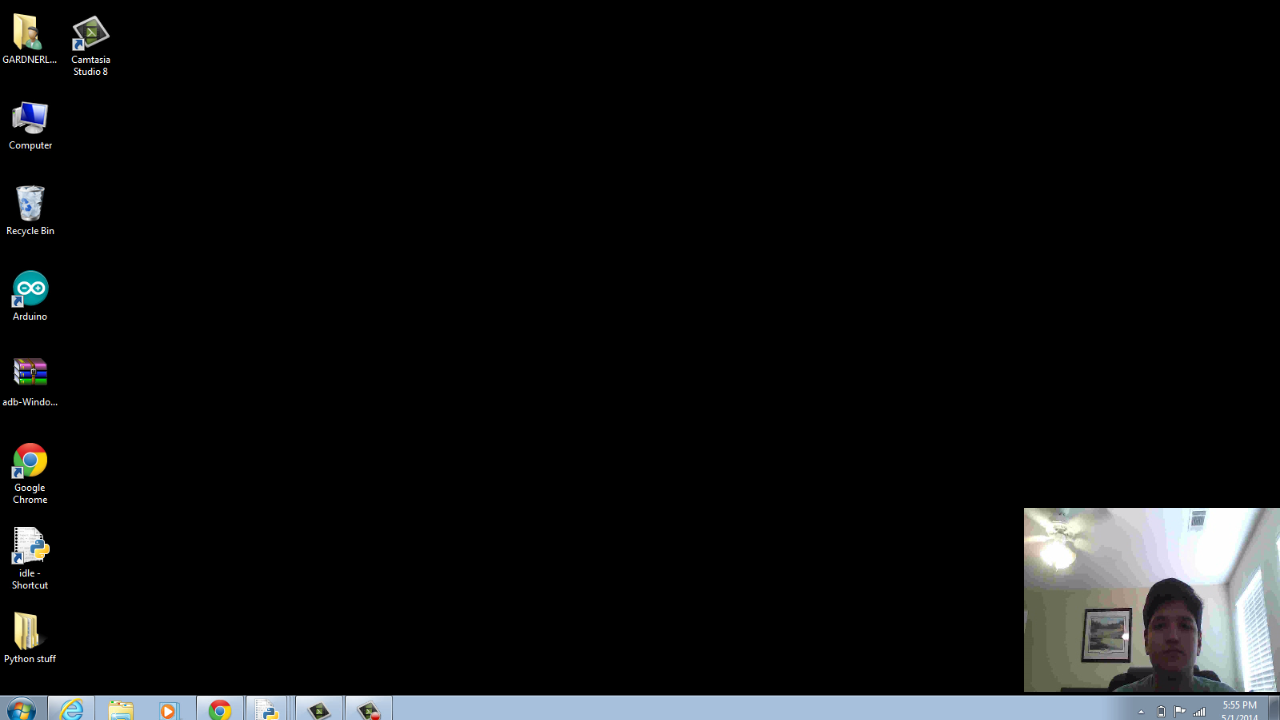 GARDNERL...
Camtasia
Studio 8
Computer
Recycle Bin
Arduino
adb-Windo...
Google
Chrome
idle -
Shortcut
Python stuff
5:55 PM
5/1/2014